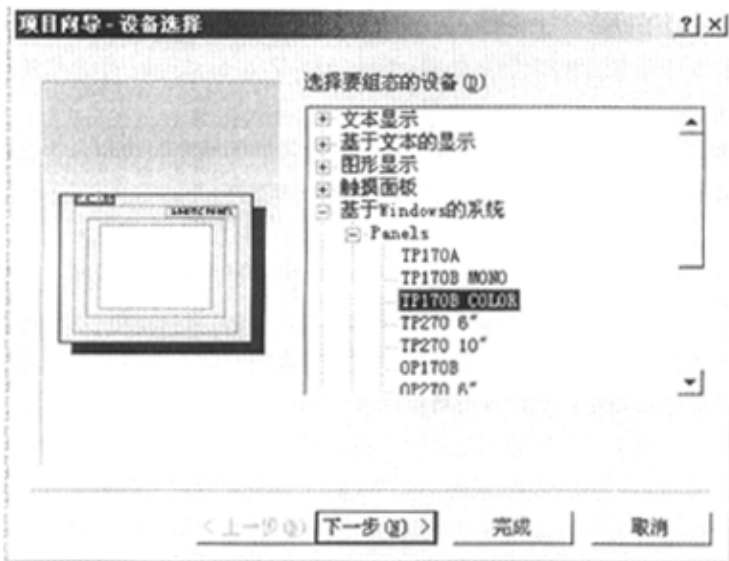 项目向导 - 设备选择
选择要组态的设备(D)
文本显示
基于文本的显示
图形显示
触摸面板
基于Windows的系统
Panels
TP170A
TP170B MONO
TP170B COLOR
TP270 6"
TP270 10"
OP170B
OP270 6"
< 上一步(B) 下一步(N) > 完成 取消